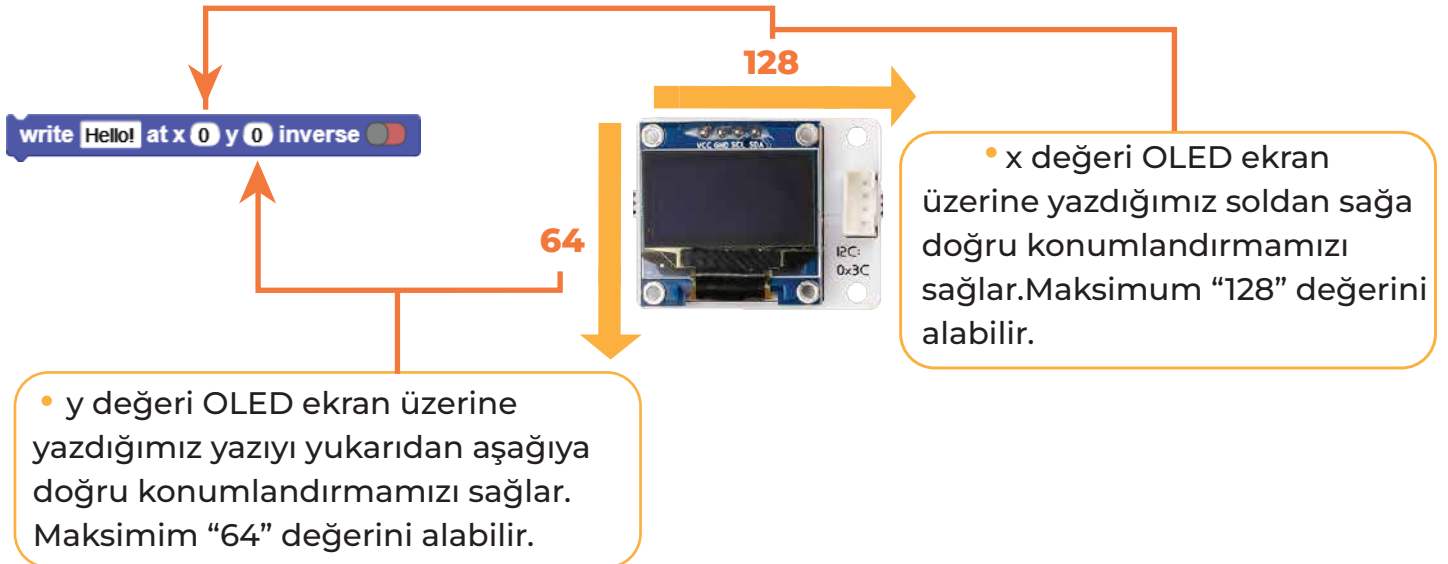 128
write Hello! at x 0 y 0 inverse
VCC GND SCL SDA
64
I2C:
0x3C
• x değeri OLED ekran
üzerine yazdığımız soldan sağa
doğru konumlandırmamızı
sağlar.Maksimum “128” değerini
alabilir.
• y değeri OLED ekran üzerine
yazdığımız yazıyı yukarıdan aşağıya
doğru konumlandırmamızı sağlar.
Maksimim “64” değerini alabilir.